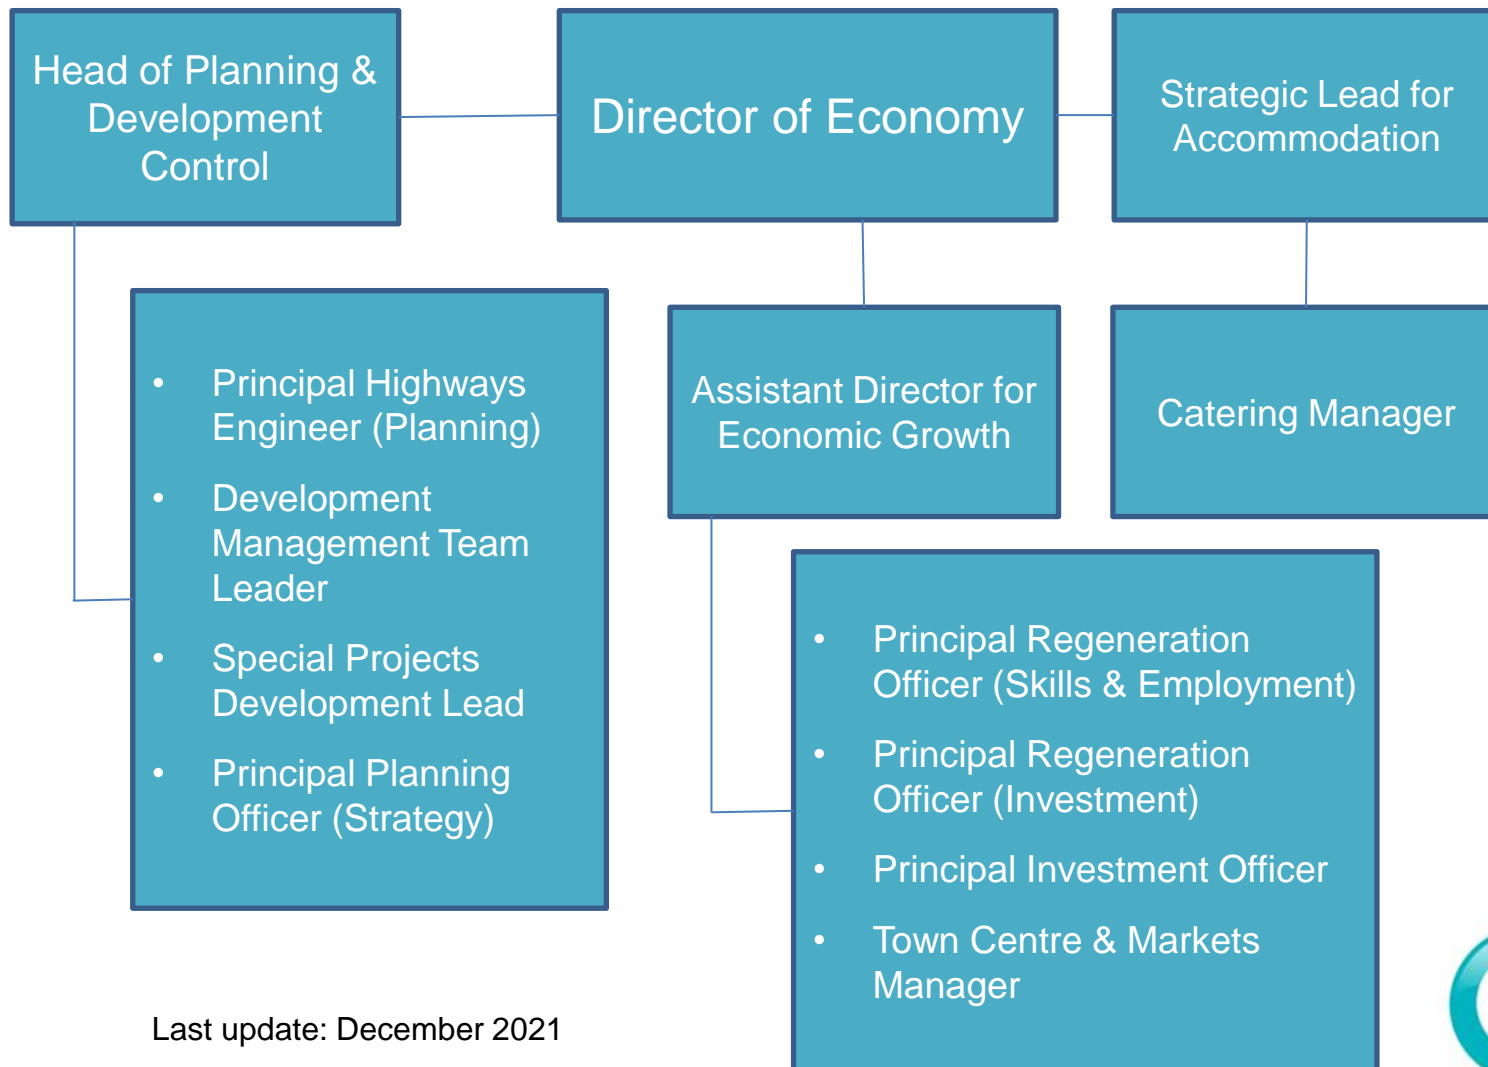 Head of Planning &
Development
Control
Director of Economy
Strategic Lead for
Accommodation
• Principal Highways
Engineer (Planning)
• Development
Management Team
Leader
• Special Projects
Development Lead
• Principal Planning
Officer (Strategy)
Assistant Director for
Economic Growth
Catering Manager
• Principal Regeneration
Officer (Skills & Employment)
• Principal Regeneration
Officer (Investment)
• Principal Investment Officer
• Town Centre & Markets
Manager
Last update: December 2021